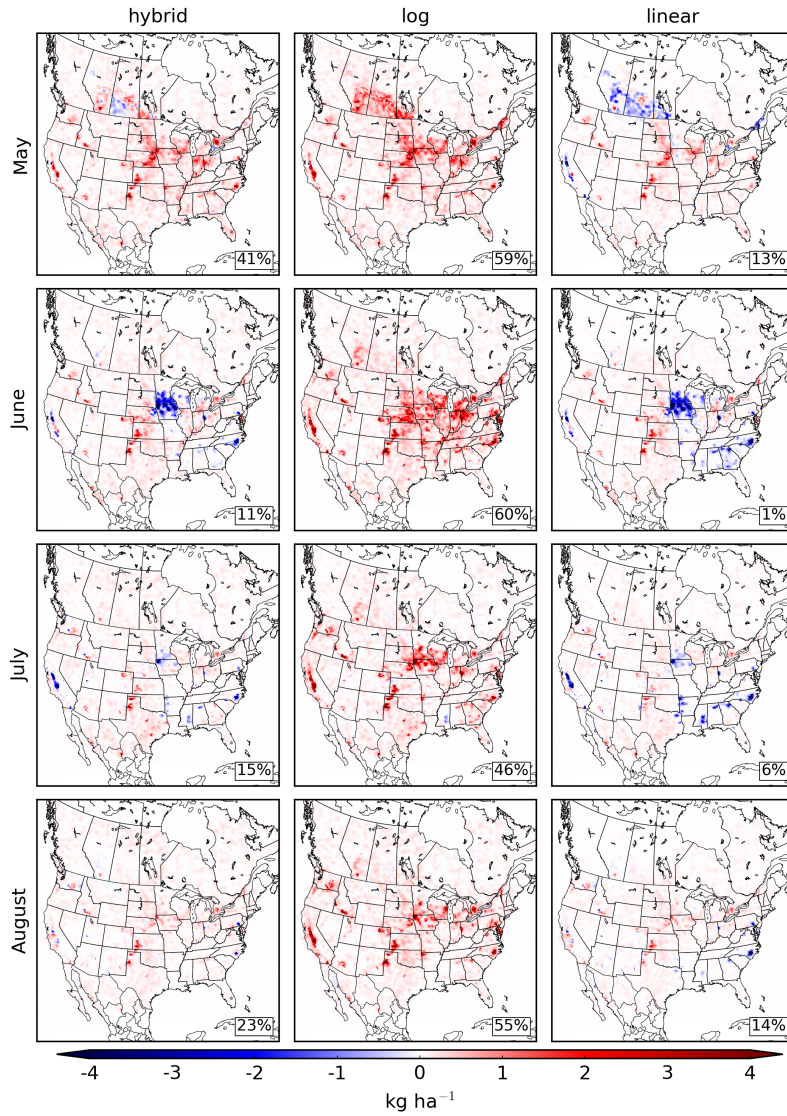 hybrid log linear
May
41% 59% 13%
June
11% 60% 1%
July
15% 46% 6%
August
23% 55% 14%
-4 -3 -2 -1 0 1 2 3 4
kg ha⁻¹